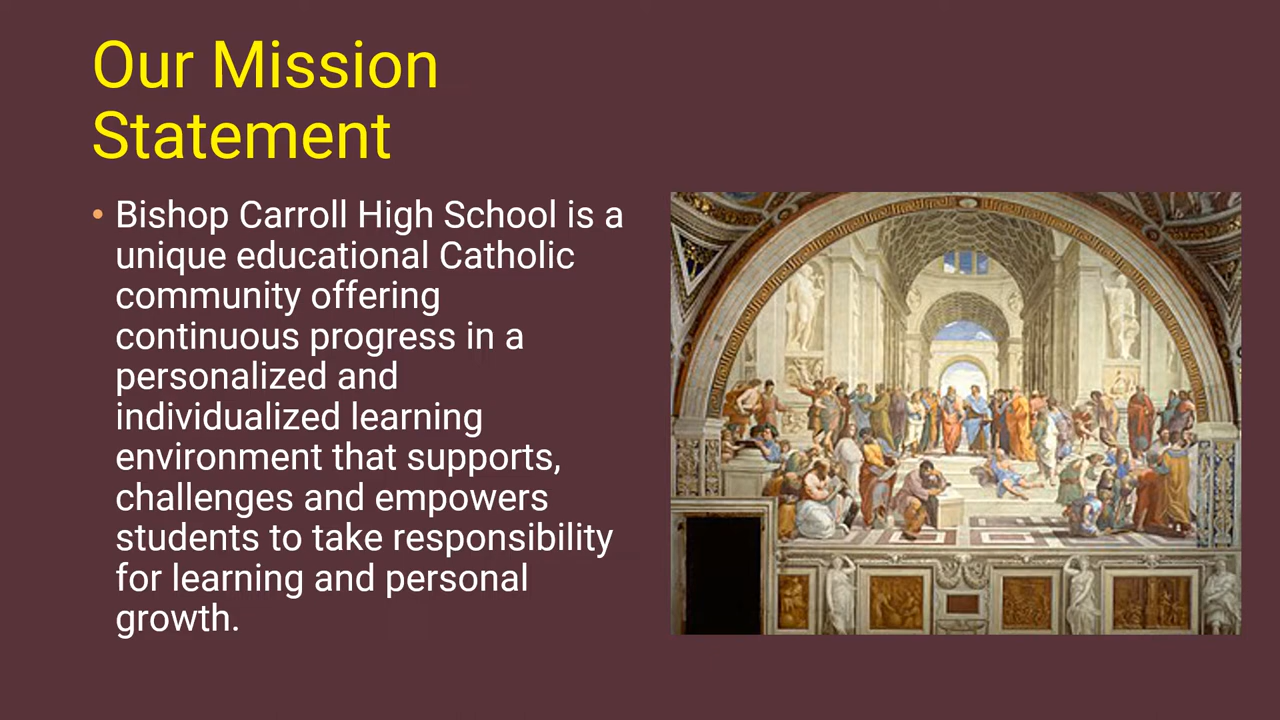 Our Mission
Statement
• Bishop Carroll High School is a
unique educational Catholic
community offering
continuous progress in a
personalized and
individualized learning
environment that supports,
challenges and empowers
students to take responsibility
for learning and personal
growth.